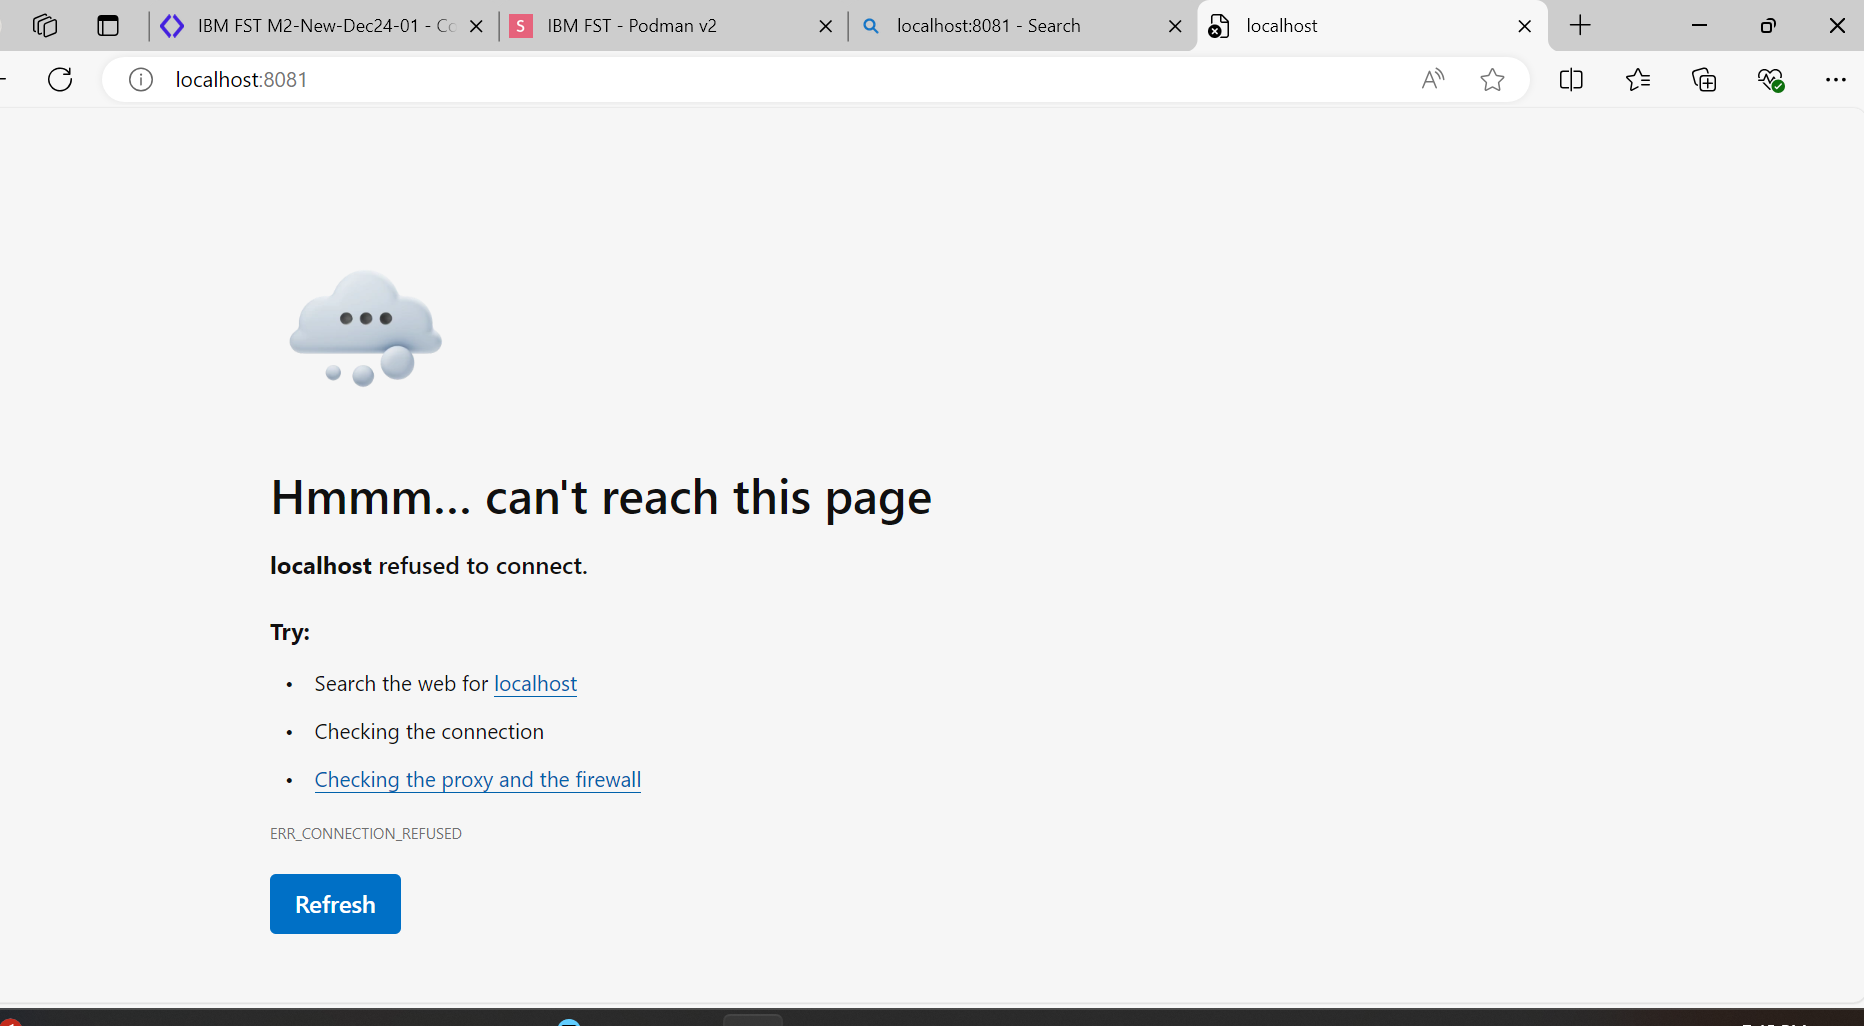 IBM FST M2-New-Dec24-01 - Co
S IBM FST - Podman v2
localhost:8081 - Search
localhost
localhost:8081
Hmmm... can't reach this page
localhost refused to connect.
Try:
• Search the web for localhost
• Checking the connection
• Checking the proxy and the firewall
ERR_CONNECTION_REFUSED
Refresh